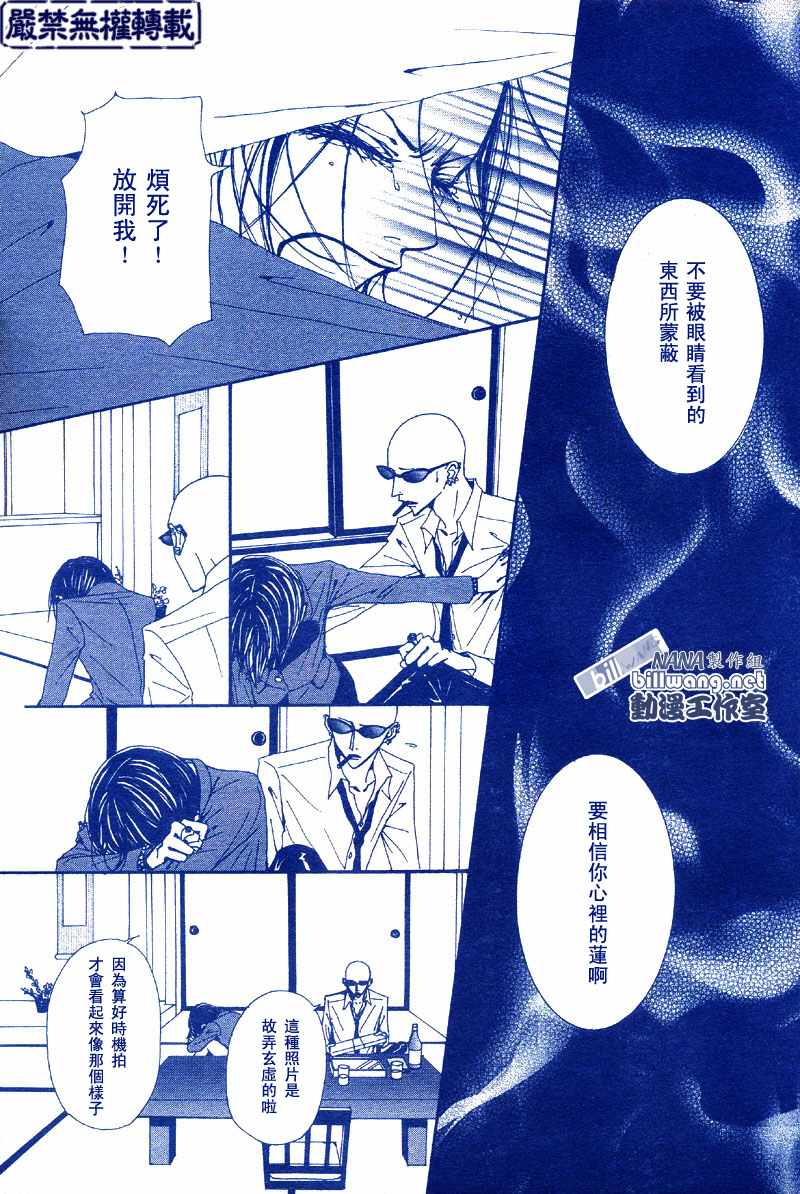 嚴禁無權轉載
不要被眼睛看到的
東西所蒙蔽
煩死了！
放開我！
bill wang
NANA製作組
billwang.net
動漫工作室
要相信你心裡的蓮啊
這種照片是
故弄玄虛的啦
因為算好時機拍
才會看起來像那個樣子